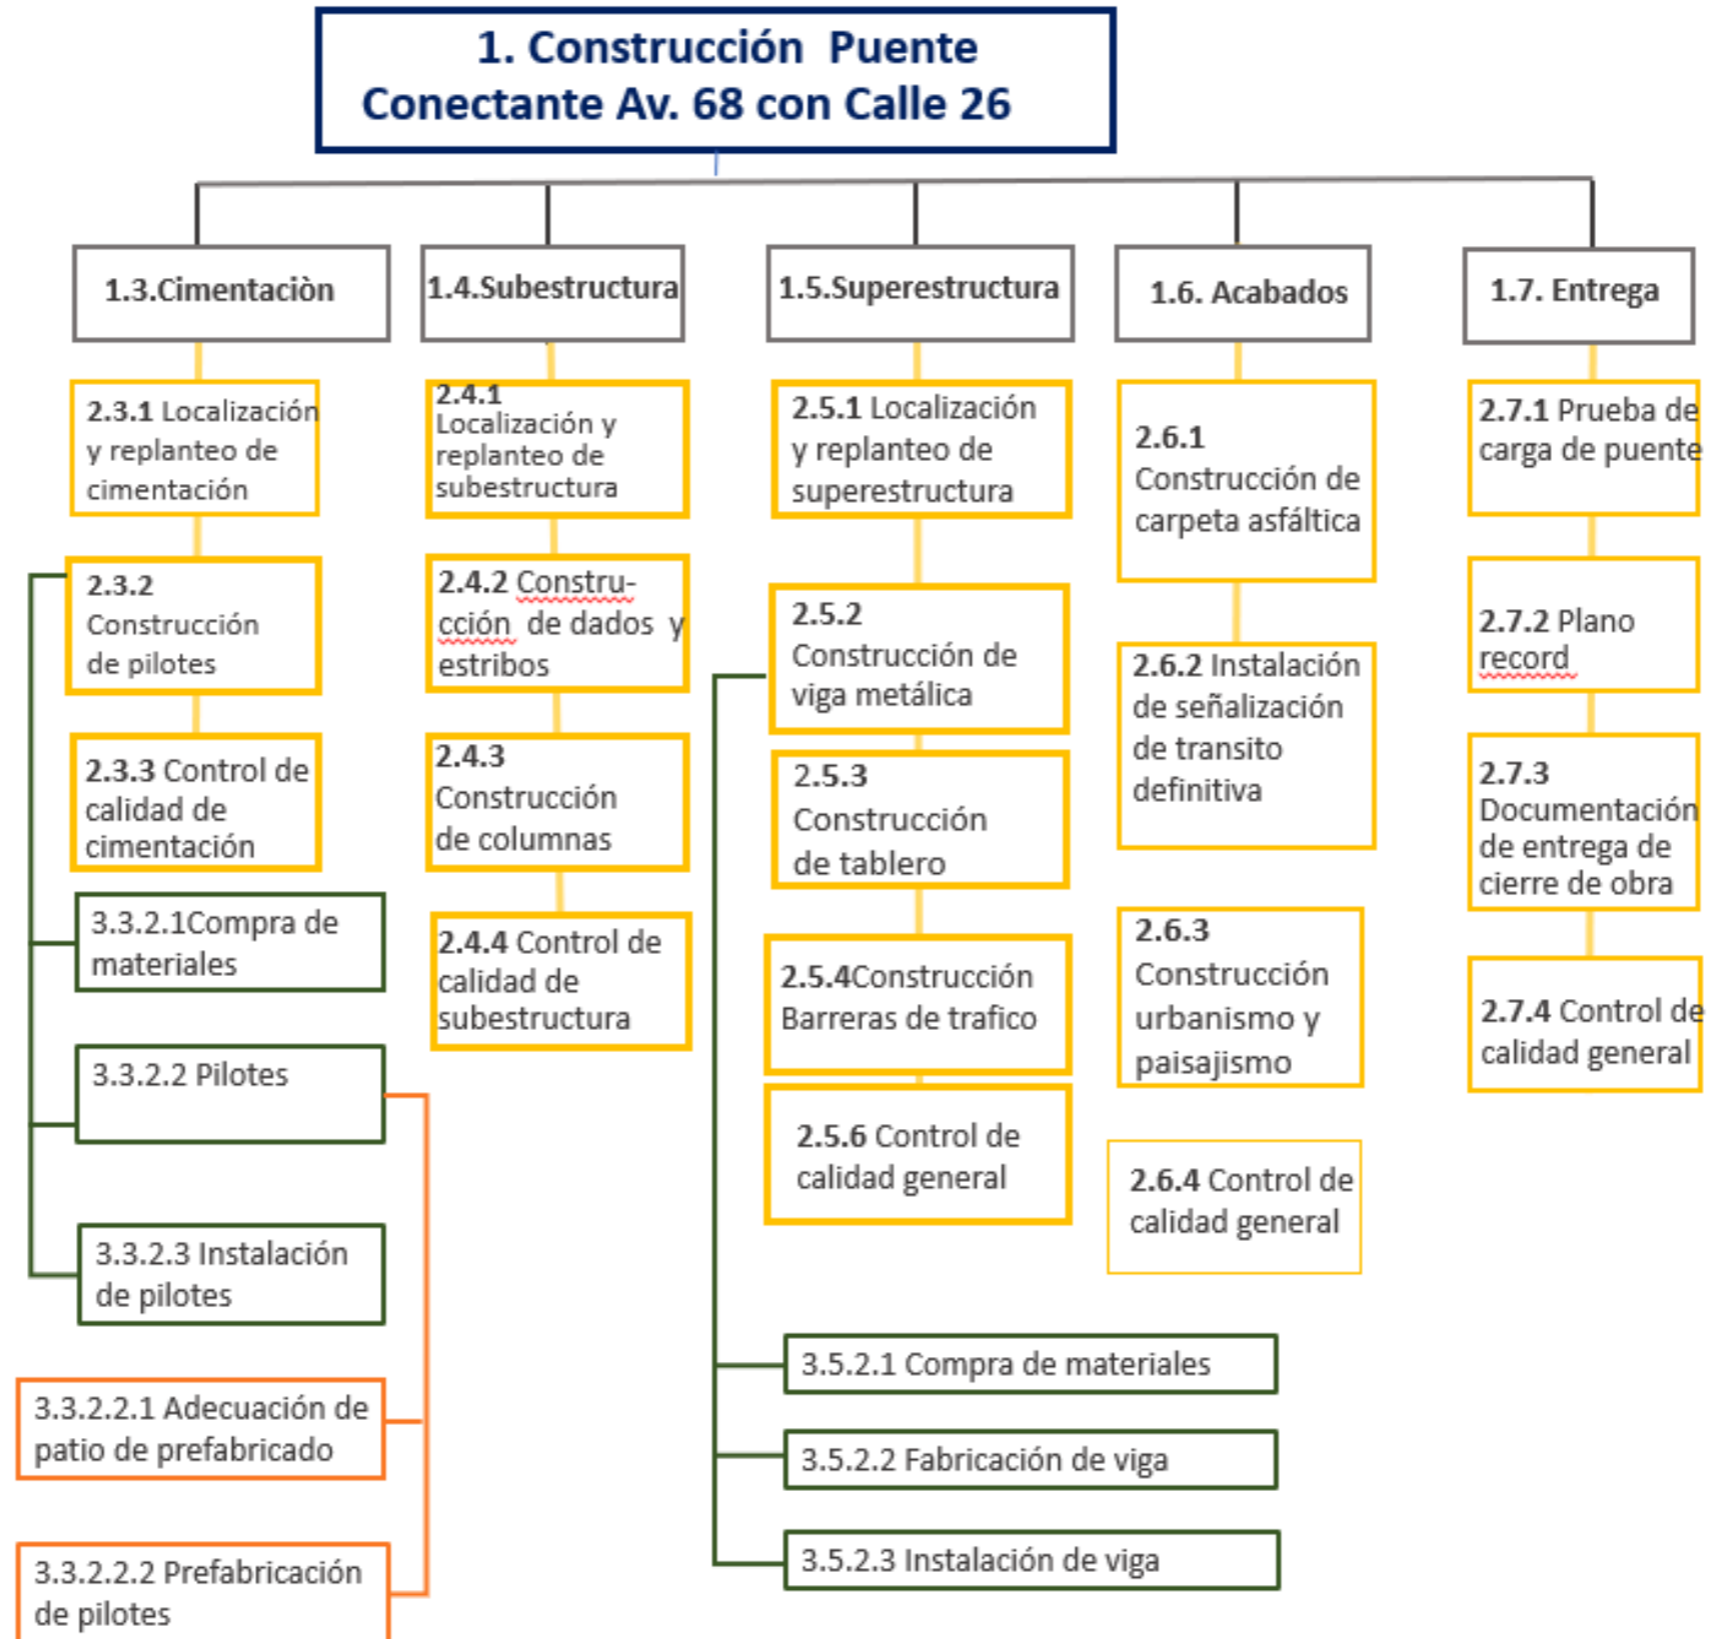 1. Construcción Puente
Conectante Av. 68 con Calle 26
1.3.Cimentaciòn
2.3.1 Localización
y replanteo de
cimentación
2.3.2
Construcción
de pilotes
2.3.3 Control de
calidad de
cimentación
3.3.2.1Compra de
materiales
3.3.2.2 Pilotes
3.3.2.3 Instalación
de pilotes
3.3.2.2.1 Adecuación de
patio de prefabricado
3.3.2.2.2 Prefabricación
de pilotes
1.4.Subestructura
2.4.1
Localización y
replanteo de
subestructura
2.4.2 Constru-
cción de dados y
estribos
2.4.3
Construcción
de columnas
2.4.4 Control de
calidad de
subestructura
1.5.Superestructura
2.5.1 Localización
y replanteo de
superestructura
2.5.2
Construcción de
viga metálica
2.5.3
Construcción
de tablero
2.5.4Construcción
Barreras de trafico
2.5.6 Control de
calidad general
3.5.2.1 Compra de materiales
3.5.2.2 Fabricación de viga
3.5.2.3 Instalación de viga
1.6. Acabados
2.6.1
Construcción de
carpeta asfáltica
2.6.2 Instalación
de señalización
de transito
definitiva
2.6.3
Construcción
urbanismo y
paisajismo
2.6.4 Control de
calidad general
1.7. Entrega
2.7.1 Prueba de
carga de puente
2.7.2 Plano
record
2.7.3
Documentación
de entrega de
cierre de obra
2.7.4 Control de
calidad general